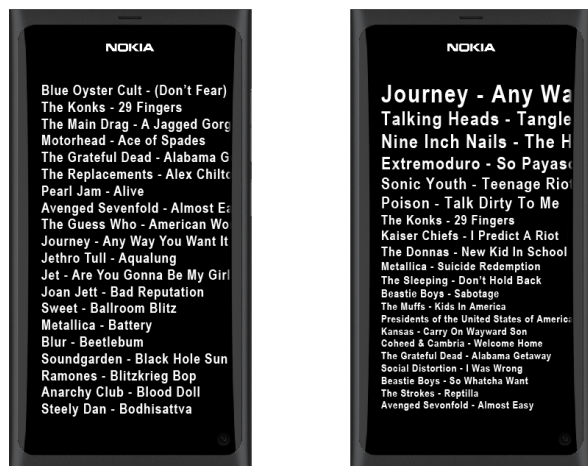 NOKIA
Blue Oyster Cult - (Don't Fear)
The Konks - 29 Fingers
The Main Drag - A Jagged Gorg
Motorhead - Ace of Spades
The Grateful Dead - Alabama G
The Replacements - Alex Chilto
Pearl Jam - Alive
Avenged Sevenfold - Almost Ea
The Guess Who - American Wo
Journey - Any Way You Want It
Jethro Tull - Aqualung
Jet - Are You Gonna Be My Girl
Joan Jett - Bad Reputation
Sweet - Ballroom Blitz
Metallica - Battery
Blur - Beetlebum
Soundgarden - Black Hole Sun
Ramones - Blitzkrieg Bop
Anarchy Club - Blood Doll
Steely Dan - Bodhisattva
NOKIA
Journey - Any Wa
Talking Heads - Tangle
Nine Inch Nails - The H
Extremoduro - So Payaso
Sonic Youth - Teenage Riot
Poison - Talk Dirty To Me
The Konks - 29 Fingers
Kaiser Chiefs - I Predict A Riot
The Donnas - New Kid In School
Metallica - Suicide Redemption
The Sleeping - Don't Hold Back
Beastie Boys - Sabotage
The Muffs - Kids In America
Presidents of the United States of America
Kansas - Carry On Wayward Son
Coheed & Cambria - Welcome Home
The Grateful Dead - Alabama Getaway
Social Distortion - I Was Wrong
Beastie Boys - So Whatcha Want
The Strokes - Reptilla
Avenged Sevenfold - Almost Easy